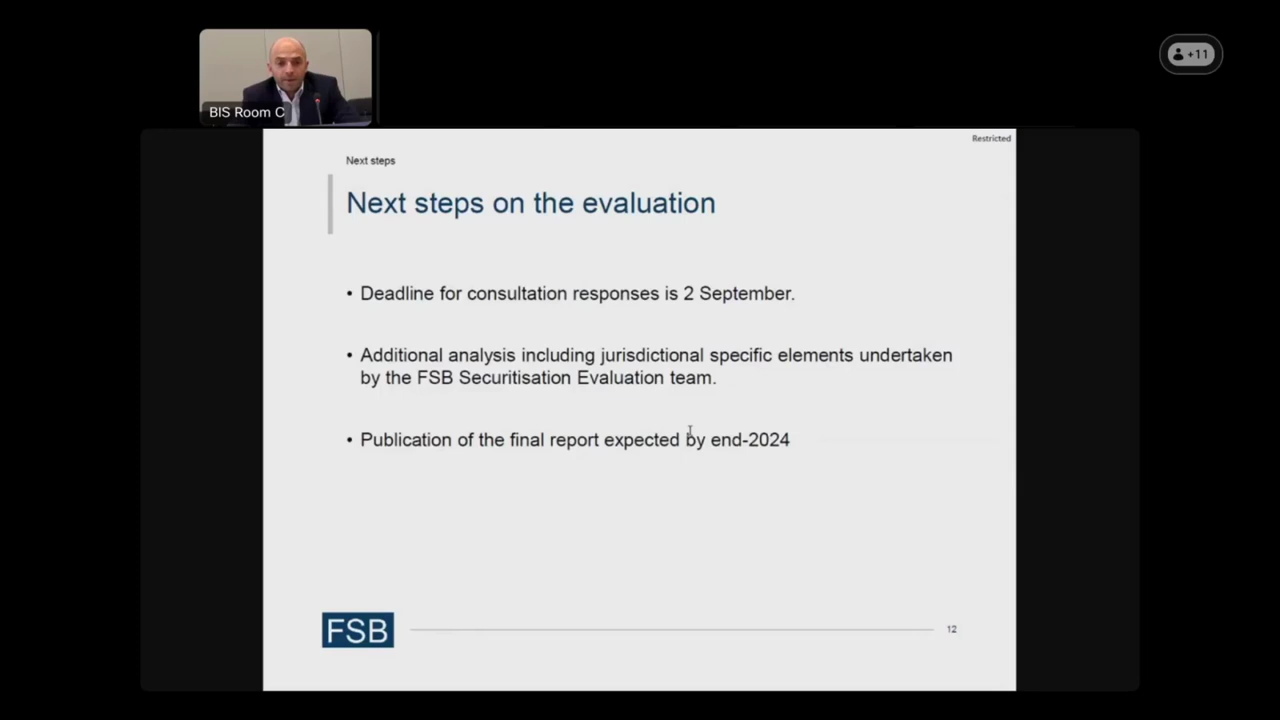 +11
BIS Room C
Restricted
Next steps
Next steps on the evaluation
• Deadline for consultation responses is 2 September.
• Additional analysis including jurisdictional specific elements undertaken
by the FSB Securitisation Evaluation team.
• Publication of the final report expected by end-2024
FSB
12